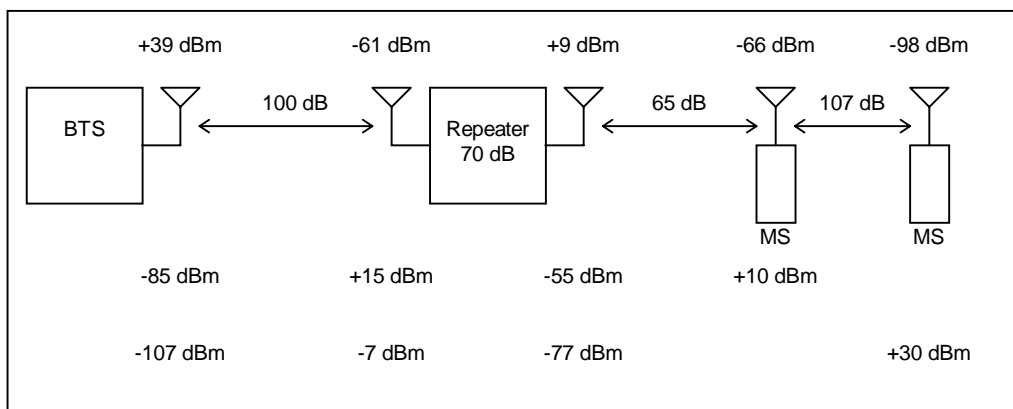 +39 dBm -61 dBm +9 dBm -66 dBm -98 dBm
100 dB 65 dB 107 dB
BTS Repeater
70 dB
MS MS
-85 dBm +15 dBm -55 dBm +10 dBm
-107 dBm -7 dBm -77 dBm +30 dBm